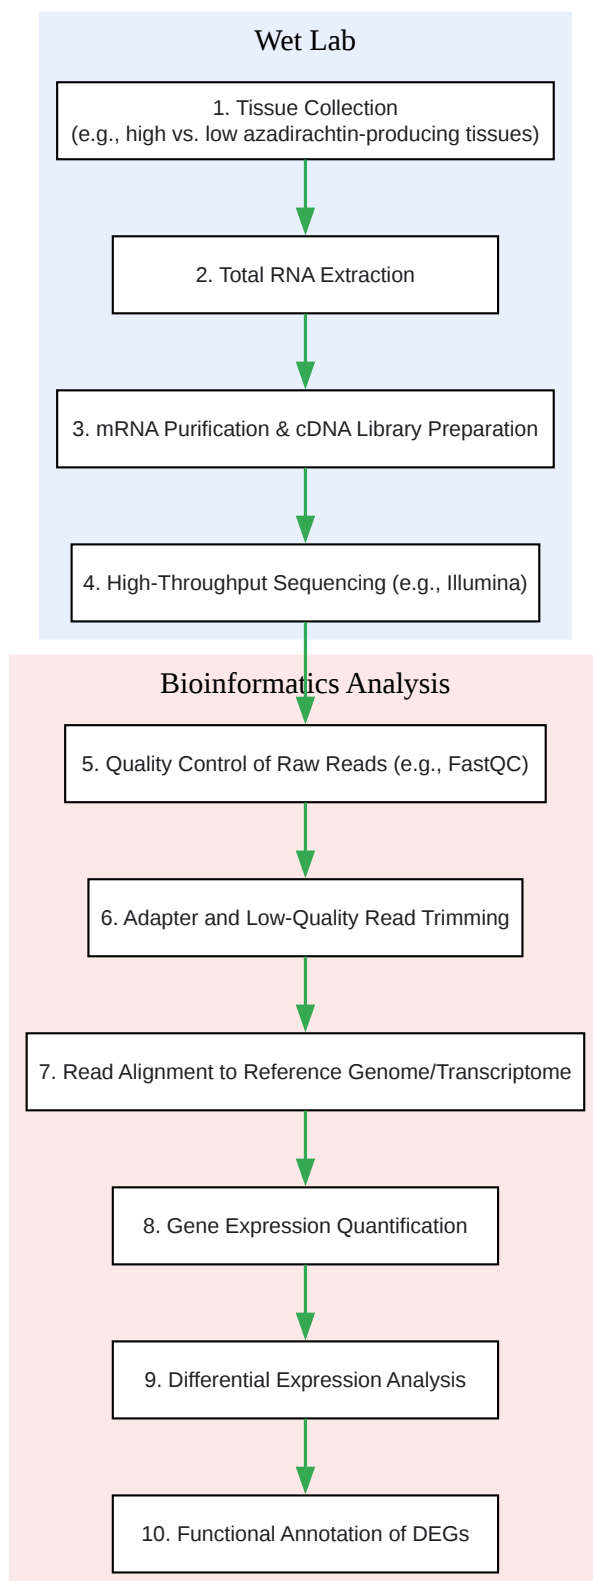 Wet Lab
1. Tissue Collection
(e.g., high vs. low azadirachtin-producing tissues)
2. Total RNA Extraction
3. mRNA Purification & cDNA Library Preparation
4. High-Throughput Sequencing (e.g., Illumina)
Bioinformatics Analysis
5. Quality Control of Raw Reads (e.g., FastQC)
6. Adapter and Low-Quality Read Trimming
7. Read Alignment to Reference Genome/Transcriptome
8. Gene Expression Quantification
9. Differential Expression Analysis
10. Functional Annotation of DEGs